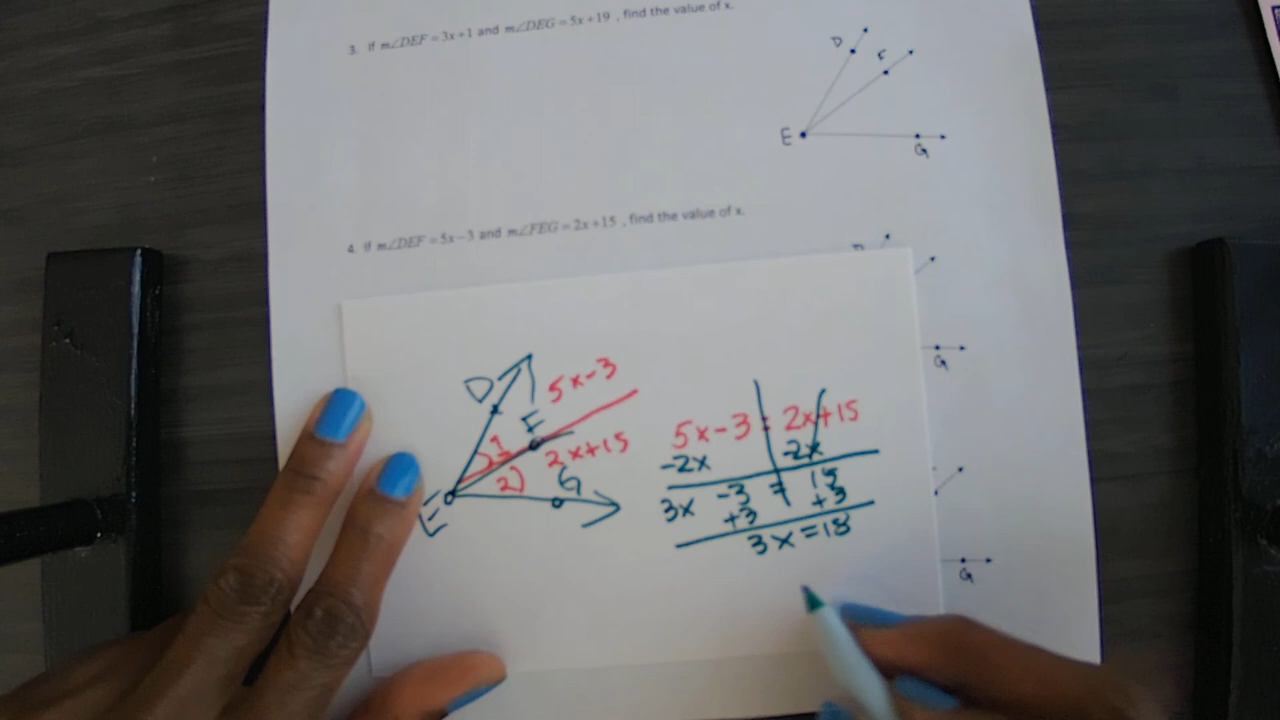 3. If m∠DEF = 3x+1 and m∠DEG = 5x+19 , find the value of x.
D
F
E
G
4. If m∠DEF = 5x−3 and m∠FEG = 2x+15 , find the value of x.
D 5x-3
F
1
2x+15
2
G
E
5x-3 = 2x+15
-2x -2x
3x -3 = 15
+3 +3
3x=18
G
G